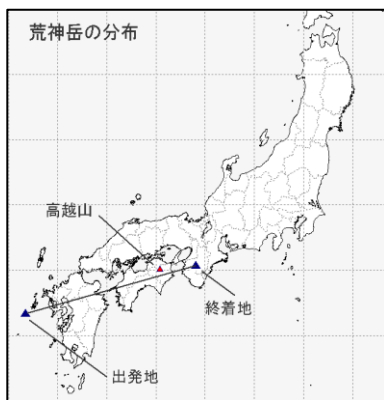 荒神岳の分布
高越山
終着地
出発地